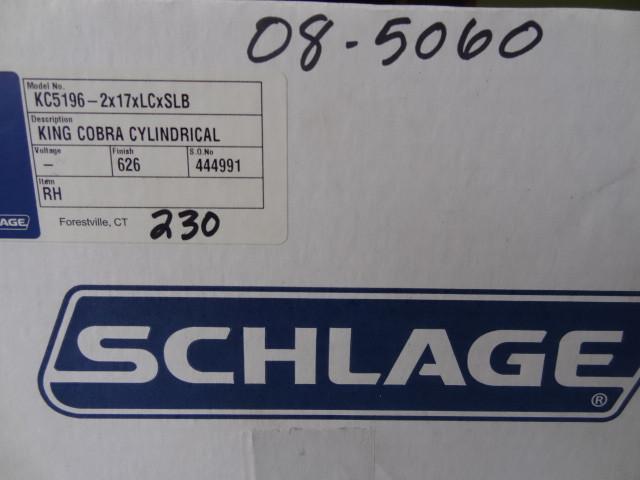 08-5060
Model No.
KC5196-2x17xLCxSLB
Description
KING COBRA CYLINDRICAL
Voltage Finish S.O.No
- 626 444991
Item
RH
LAGE
Forestville, CT 230
SCHLAGE
®